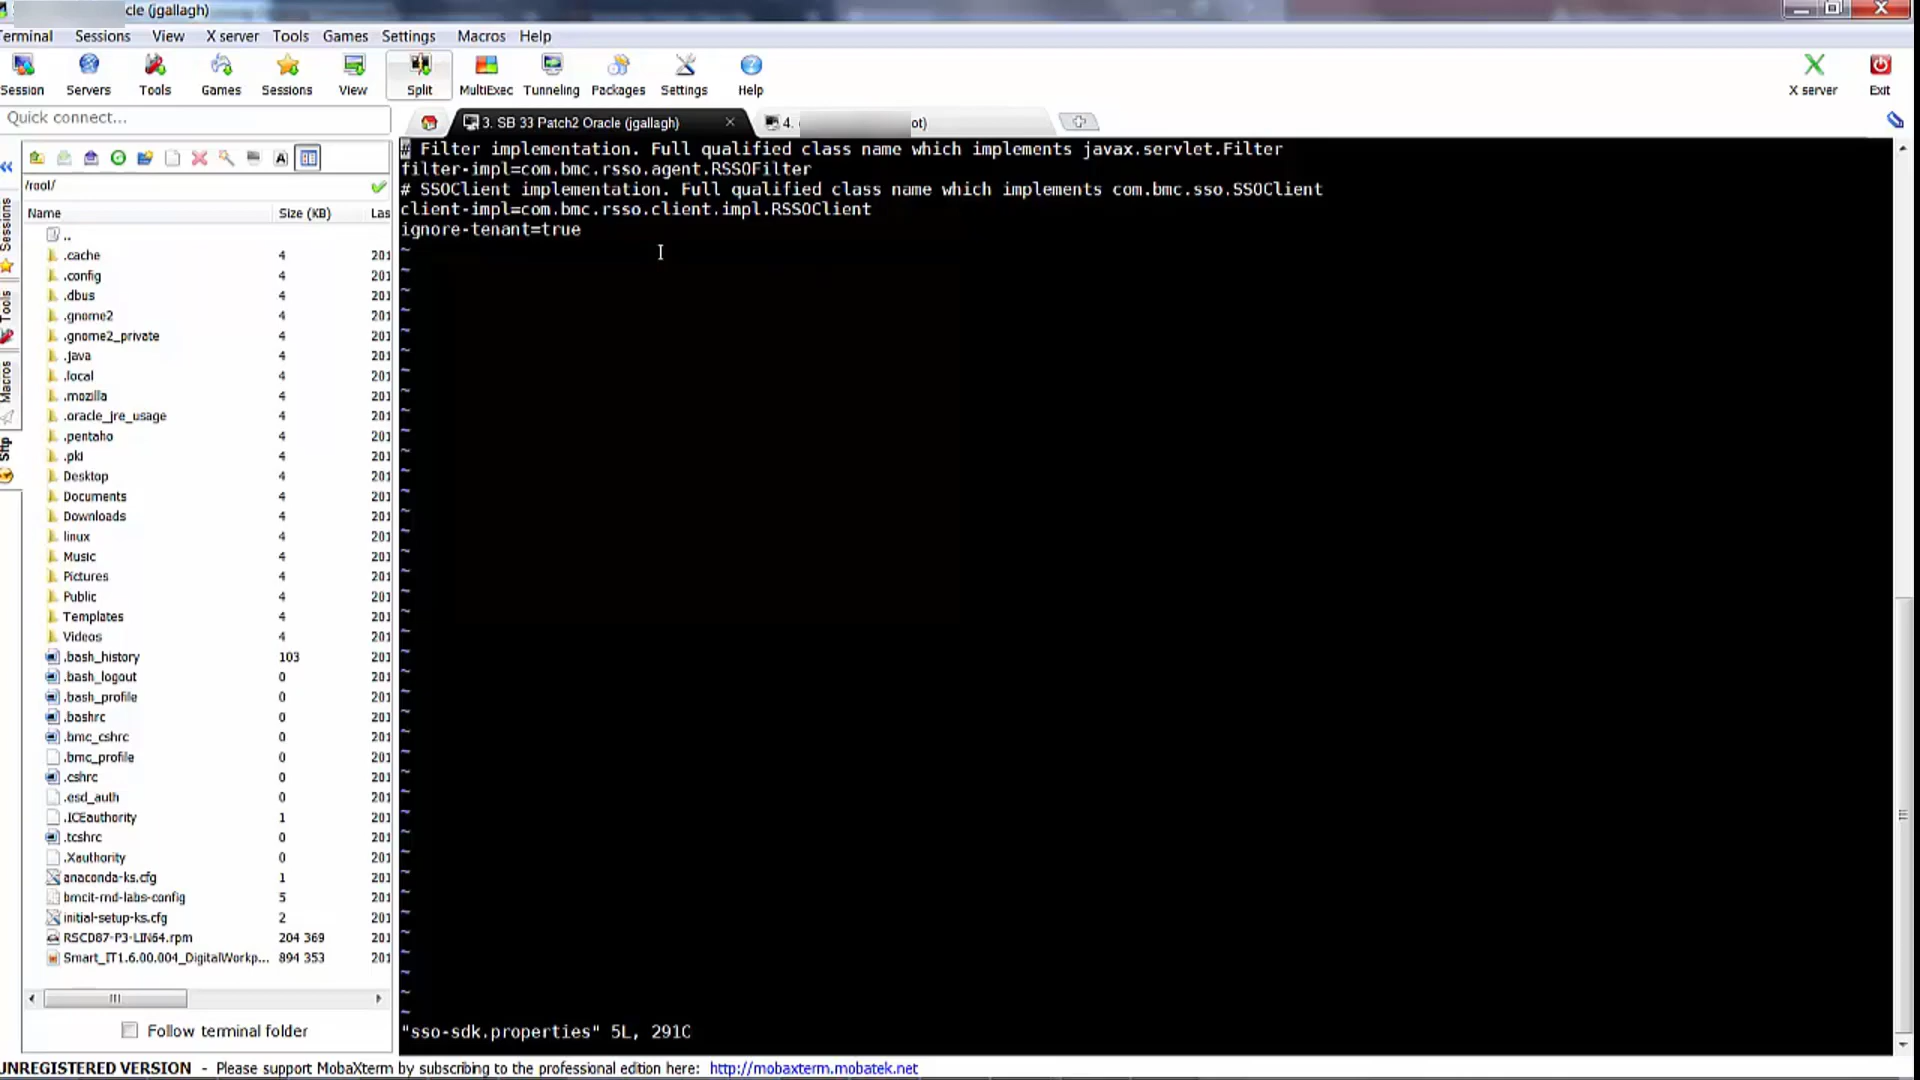 cle (jgallagh)
Terminal Sessions View X server Tools Games Settings Macros Help
Session Servers Tools Games Sessions View Split MultiExec Tunneling Packages Settings Help X server Exit
Quick connect...
3. SB 33 Patch2 Oracle (jgallagh)
4. ot)
/root/
Name Size (KB) Las
..
.cache 4 201
.config 4 201
.dbus 4 201
.gnome2 4 201
.gnome2_private 4 201
.java 4 201
.local 4 201
.mozilla 4 201
.oracle_jre_usage 4 201
.pentaho 4 201
.pki 4 201
Desktop 4 201
Documents 4 201
Downloads 4 201
linux 4 201
Music 4 201
Pictures 4 201
Public 4 201
Templates 4 201
Videos 4 201
.bash_history 103 201
.bash_logout 0 201
.bash_profile 0 201
.bashrc 0 201
.bmc_cshrc 0 201
.bmc_profile 0 201
.cshrc 0 201
.esd_auth 0 201
.ICEauthority 1 201
.tcshrc 0 201
.Xauthority 0 201
anaconda-ks.cfg 1 201
bmcit-rnd-labs-config 5 201
initial-setup-ks.cfg 2 201
RSCD87-P3-LIN64.rpm 204 369 201
Smart_IT1.6.00.004_DigitalWorkp... 894 353 201
Follow terminal folder
Sessions
Tools
Macros
Sftp
# Filter implementation. Full qualified class name which implements javax.servlet.Filter
filter-impl=com.bmc.rsso.agent.RSSOFilter
# SSOClient implementation. Full qualified class name which implements com.bmc.sso.SSOClient
client-impl=com.bmc.rsso.client.impl.RSSOClient
ignore-tenant=true
"sso-sdk.properties" 5L, 291C
UNREGISTERED VERSION - Please support MobaXterm by subscribing to the professional edition here: http://mobaxterm.mobatek.net